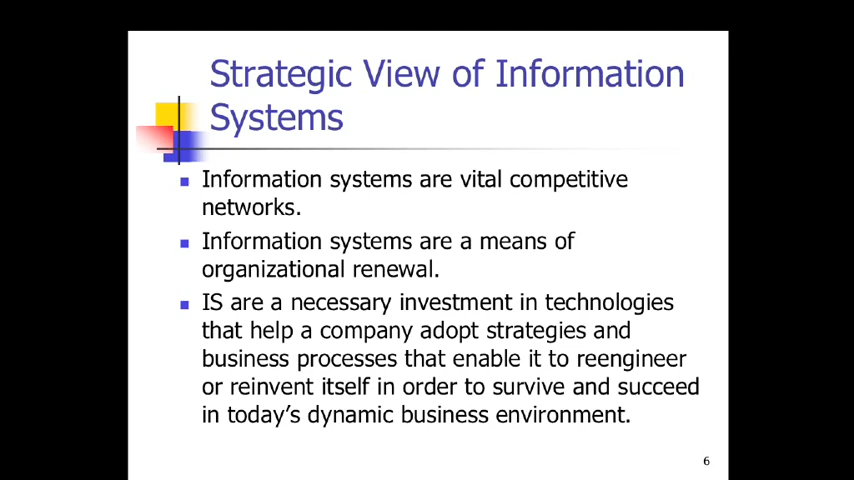 Strategic View of Information
Systems
Information systems are vital competitive
networks.
Information systems are a means of
organizational renewal.
IS are a necessary investment in technologies
that help a company adopt strategies and
business processes that enable it to reengineer
or reinvent itself in order to survive and succeed
in today’s dynamic business environment.
6